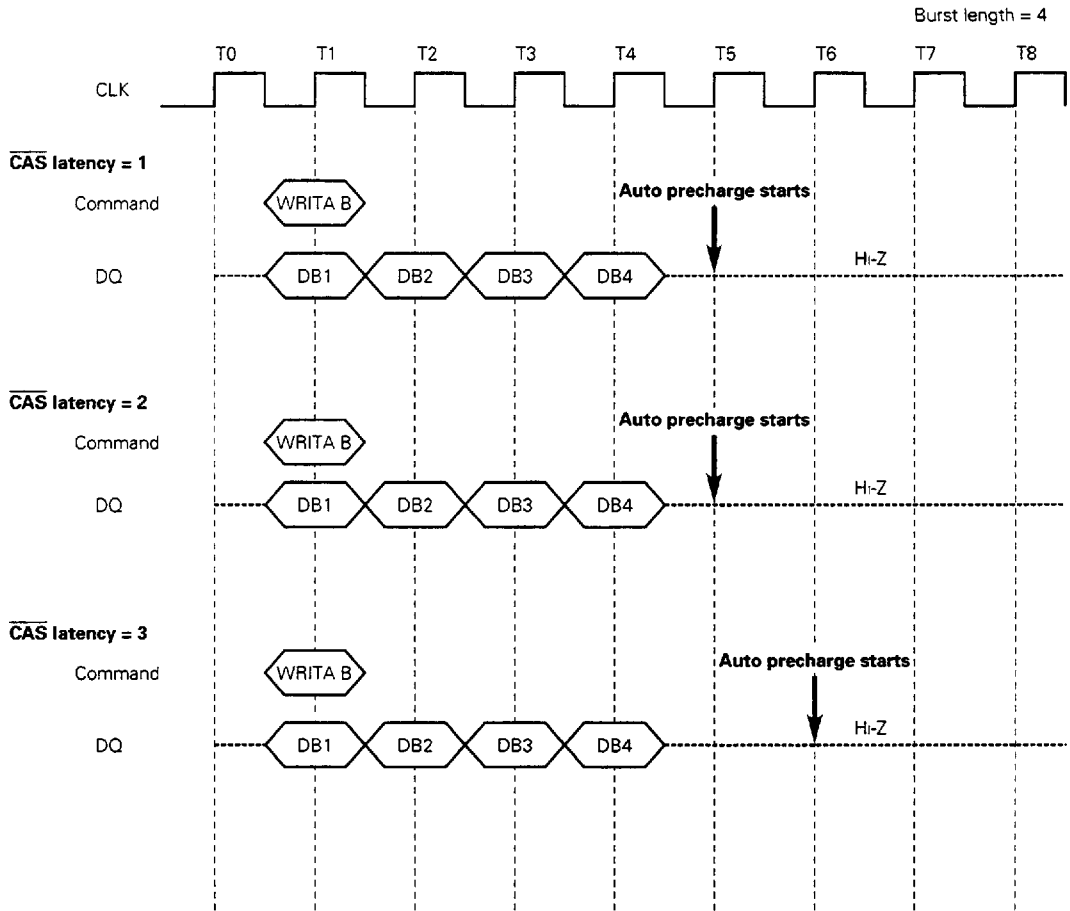 Burst length = 4
T0 T1 T2 T3 T4 T5 T6 T7 T8
CLK
CAS latency = 1
Command WRITA B Auto precharge starts
DQ DB1 DB2 DB3 DB4 Hi-Z
CAS latency = 2
Command WRITA B Auto precharge starts
DQ DB1 DB2 DB3 DB4 Hi-Z
CAS latency = 3
Command WRITA B Auto precharge starts
DQ DB1 DB2 DB3 DB4 Hi-Z